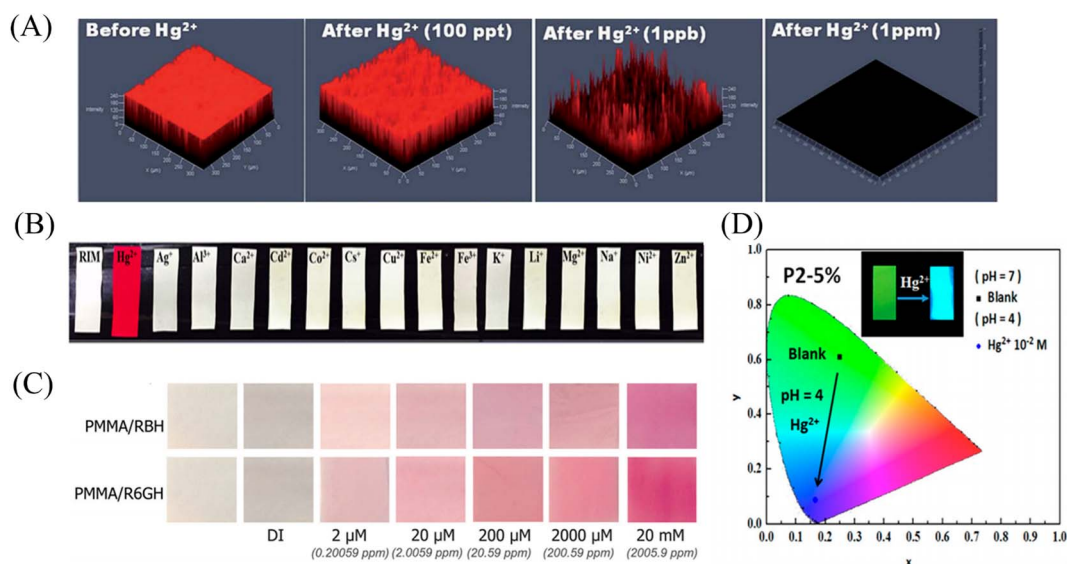 (A)
Before Hg²⁺
After Hg²⁺ (100 ppt)
After Hg²⁺ (1ppb)
After Hg²⁺ (1ppm)
(B)
RIM Hg²⁺ Ag⁺ Al³⁺ Ca²⁺ Cd²⁺ Co²⁺ Cs⁺ Cu²⁺ Fe²⁺ Fe³⁺ K⁺ Li⁺ Mg²⁺ Na⁺ Ni²⁺ Zn²⁺
(C)
PMMA/RBH
PMMA/R6GH
DI 2 µM 20 µM 200 µM 2000 µM 20 mM
(0.20059 ppm) (2.0059 ppm) (20.59 ppm) (200.59 ppm) (2005.9 ppm)
(D)
P2-5%
Hg²⁺
( pH = 7 )
Blank
( pH = 4 )
Hg²⁺ 10⁻² M
Blank
pH = 4
Hg²⁺
y
1.0
0.8
0.6
0.4
0.2
0.0
0.0 0.1 0.2 0.3 0.4 0.5 0.6 0.7 0.8 0.9 1.0
x